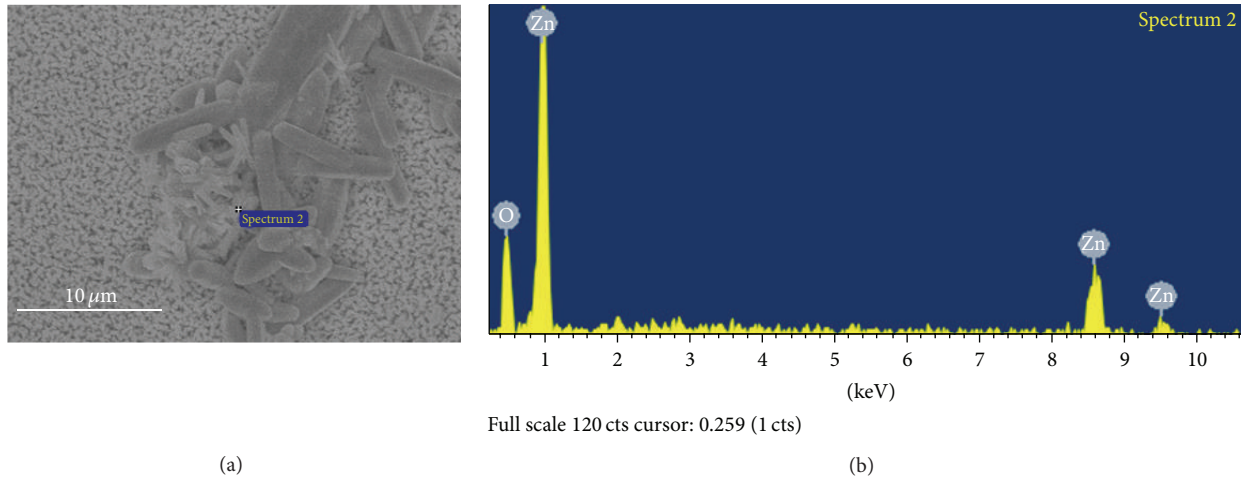 Spectrum 2
10 μm
Spectrum 2
Zn
O
Zn
Zn
1 2 3 4 5 6 7 8 9 10
(keV)
Full scale 120 cts cursor: 0.259 (1 cts)
(a)
(b)